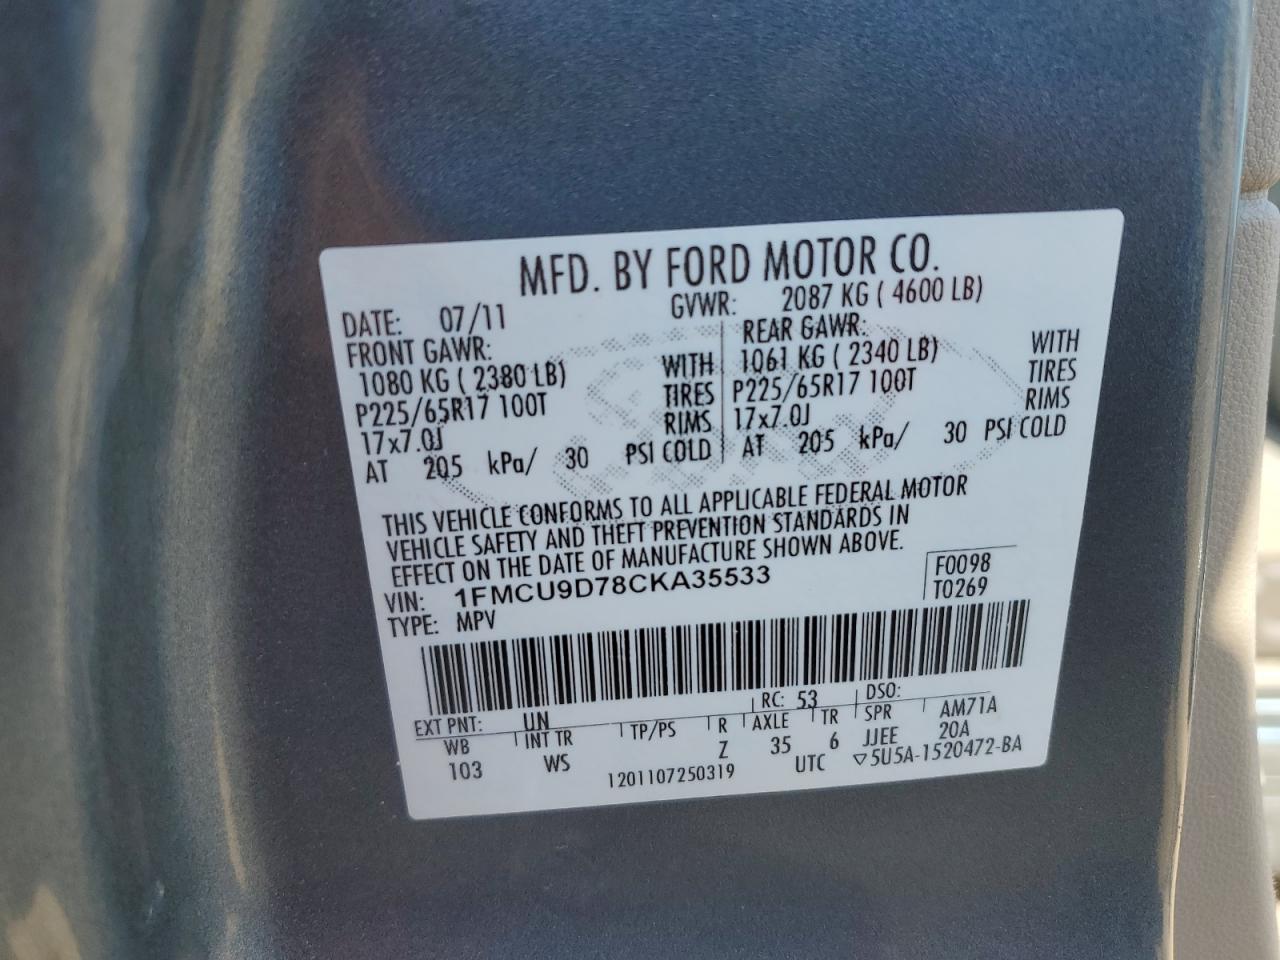 MFD. BY FORD MOTOR CO.
DATE: 07/11 GVWR: 2087 KG ( 4600 LB)
FRONT GAWR:
1080 KG ( 2380 LB) WITH
P225/65R17 100T TIRES
17x7.0J RIMS
AT 205 kPa/ 30 PSI COLD
REAR GAWR:
1061 KG ( 2340 LB) WITH
P225/65R17 100T TIRES
17x7.0J RIMS
AT 205 kPa/ 30 PSI COLD
THIS VEHICLE CONFORMS TO ALL APPLICABLE FEDERAL MOTOR
VEHICLE SAFETY AND THEFT PREVENTION STANDARDS IN
EFFECT ON THE DATE OF MANUFACTURE SHOWN ABOVE.
VIN: 1FMCU9D78CKA35533 F0098
TYPE: MPV T0269
EXT PNT: UN RC: 53 DSO:
WB INT TR TP/PS R AXLE TR SPR AM71A
103 WS Z 35 6 JJEE 20A
1201107250319 UTC ▽5U5A-1520472-BA